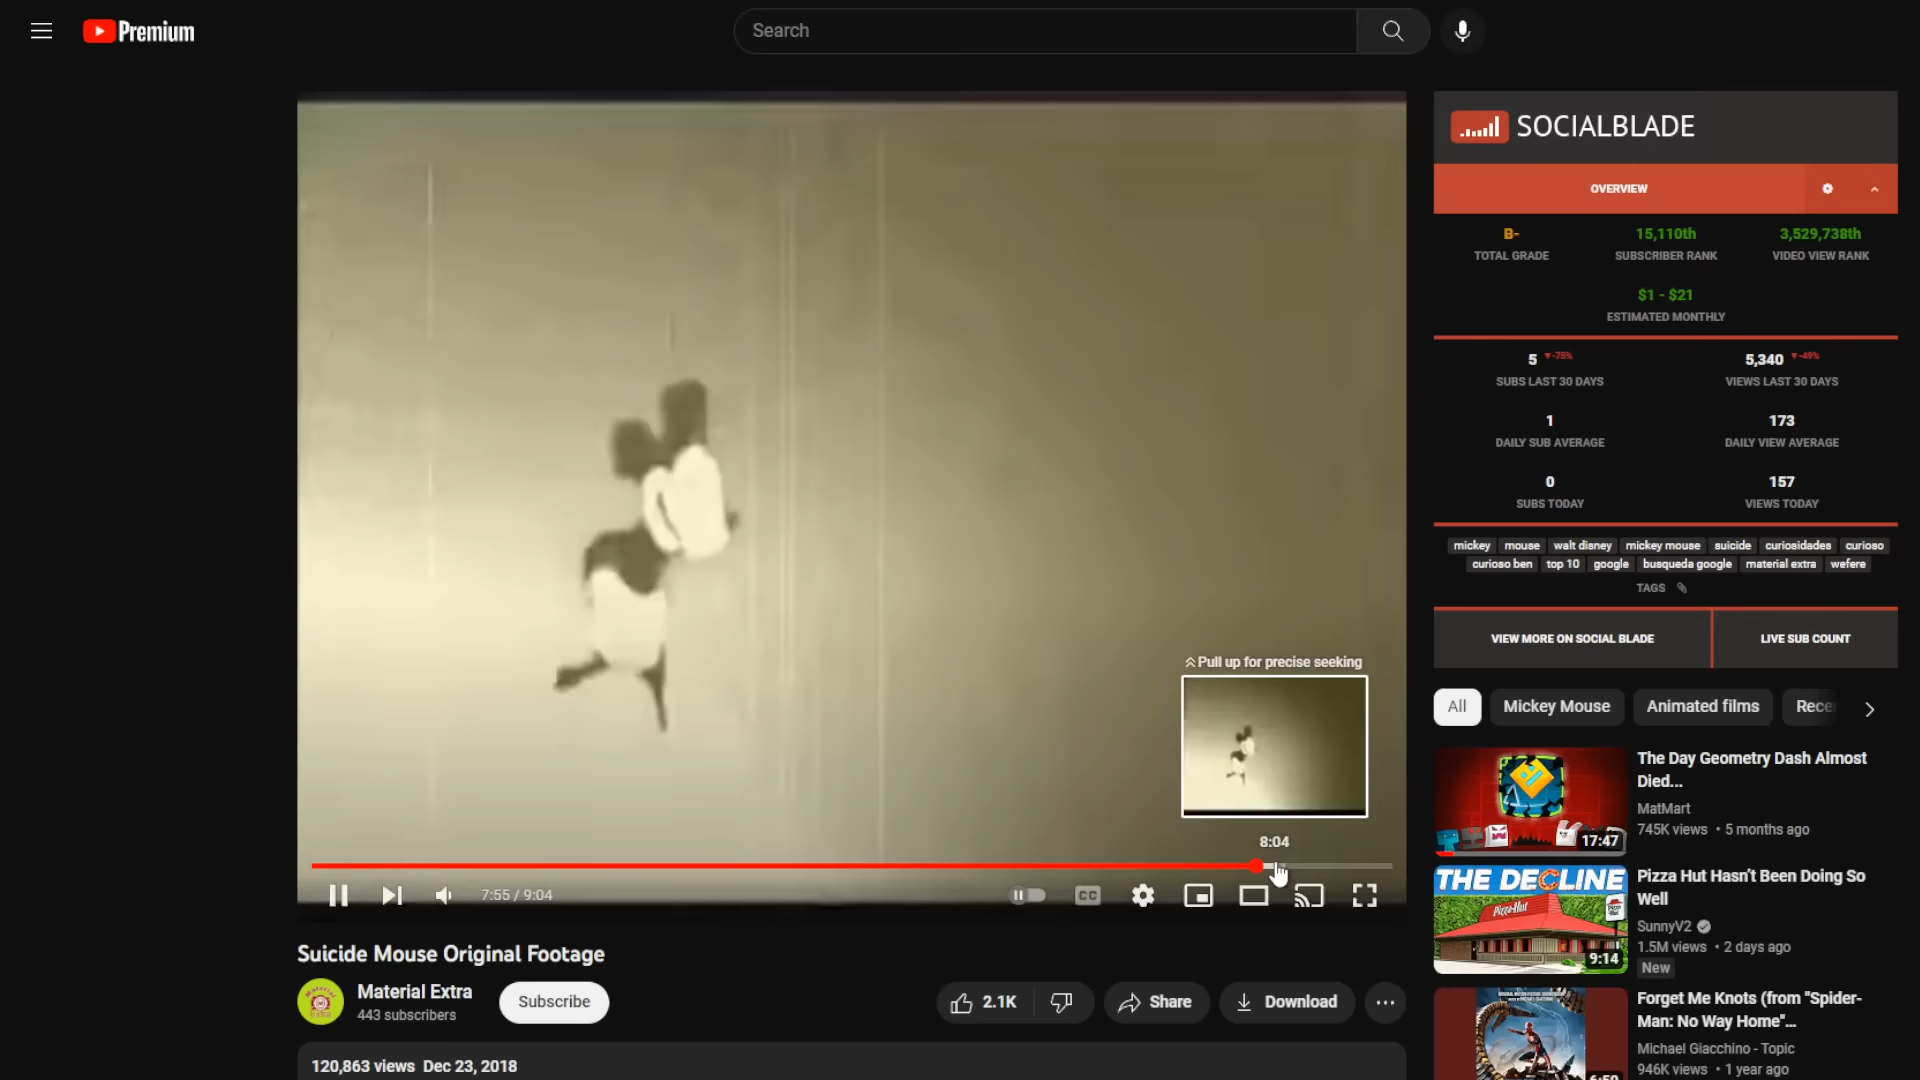 Premium
Search
Pull up for precise seeking
8:04
7:55 / 9:04
CC
Suicide Mouse Original Footage
Material Extra
443 subscribers
Subscribe
2.1K
Share
Download
120,863 views Dec 23, 2018
SOCIALBLADE
OVERVIEW
B-
TOTAL GRADE
15,110th
SUBSCRIBER RANK
3,529,738th
VIDEO VIEW RANK
$1 - $21
ESTIMATED MONTHLY
5 ▼-75%
SUBS LAST 30 DAYS
5,340 ▼-49%
VIEWS LAST 30 DAYS
1
DAILY SUB AVERAGE
173
DAILY VIEW AVERAGE
0
SUBS TODAY
157
VIEWS TODAY
mickey mouse walt disney mickey mouse suicide curiosidades curioso
curioso ben top 10 google busqueda google material extra wefere
TAGS
VIEW MORE ON SOCIAL BLADE
LIVE SUB COUNT
All
Mickey Mouse
Animated films
Rece
17:47
The Day Geometry Dash Almost
Died...
MatMart
745K views • 5 months ago
THE DECLINE
Pizza Hut
9:14
Pizza Hut Hasn't Been Doing So
Well
SunnyV2
1.5M views • 2 days ago
New
Forget Me Knots (from "Spider-
Man: No Way Home"...
Michael Giacchino - Topic
946K views • 1 year ago